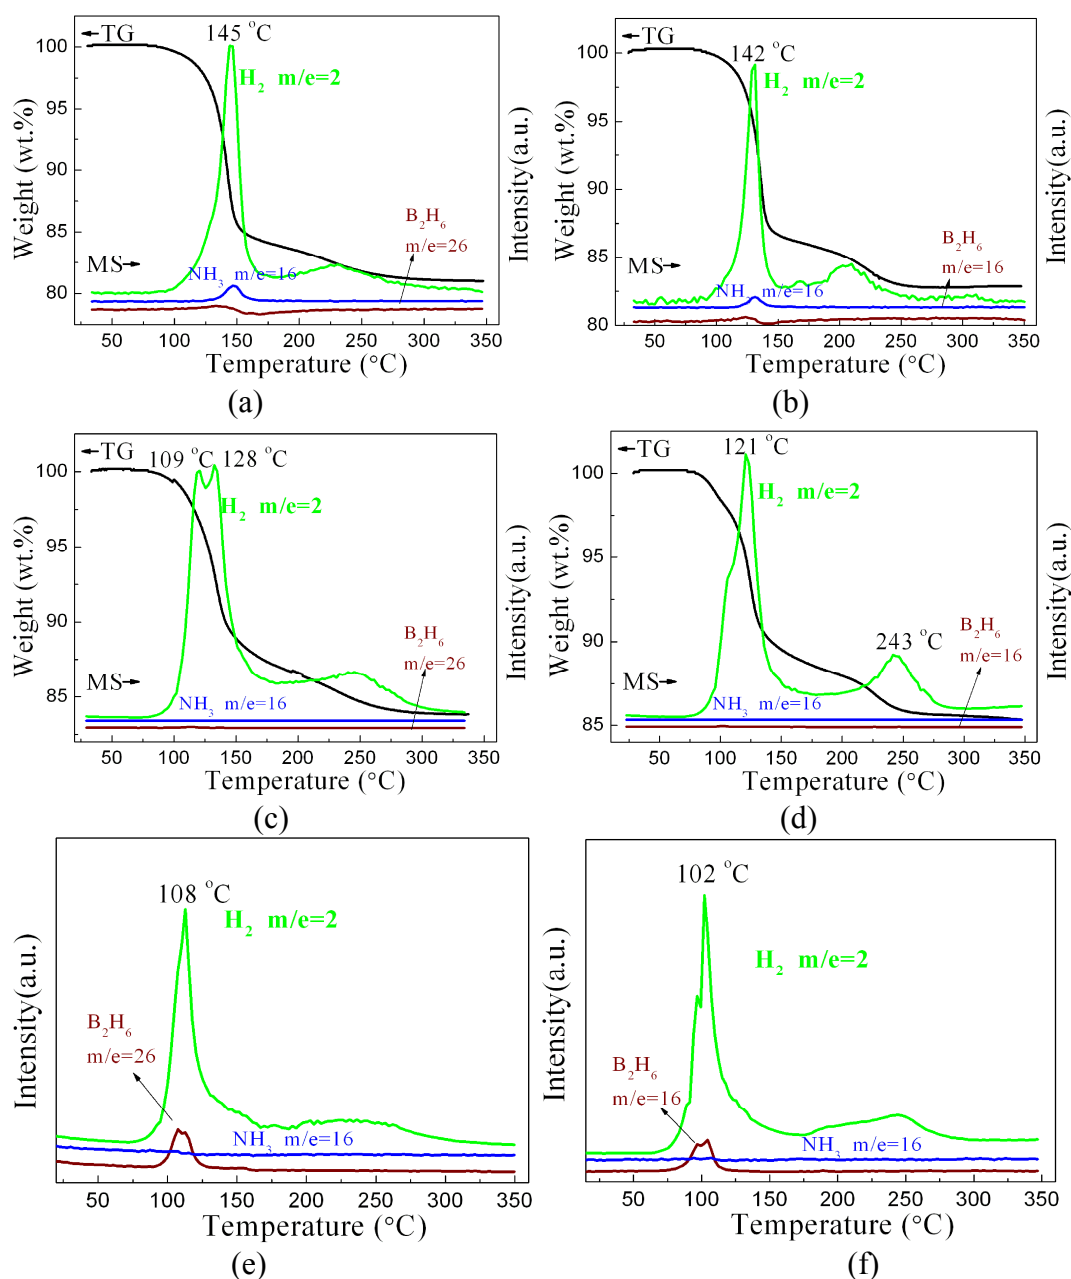 TG
145 °C
H₂ m/e=2
B₂H₆
m/e=26
NH₃ m/e=16
MS
Weight (wt.%)
Intensity(a.u.)
100
95
90
85
80
50 100 150 200 250 300 350
Temperature (°C)
(a)
TG
142 °C
H₂ m/e=2
B₂H₆
m/e=16
NH₃ m/e=16
MS
Weight (wt.%)
Intensity(a.u.)
100
95
90
85
80
50 100 150 200 250 300 350
Temperature (°C)
(b)
TG
109 °C 128 °C
H₂ m/e=2
B₂H₆
m/e=26
NH₃ m/e=16
MS
Weight (wt.%)
Intensity(a.u.)
100
95
90
85
50 100 150 200 250 300 350
Temperature (°C)
(c)
TG
121 °C
H₂ m/e=2
243 °C
B₂H₆
m/e=16
NH₃ m/e=16
MS
Weight (wt.%)
Intensity(a.u.)
100
95
90
85
50 100 150 200 250 300 350
Temperature (°C)
(d)
108 °C
H₂ m/e=2
B₂H₆
m/e=26
NH₃ m/e=16
Intensity(a.u.)
50 100 150 200 250 300 350
Temperature (°C)
(e)
102 °C
H₂ m/e=2
B₂H₆
m/e=16
NH₃ m/e=16
Intensity(a.u.)
50 100 150 200 250 300 350
Temperature (°C)
(f)